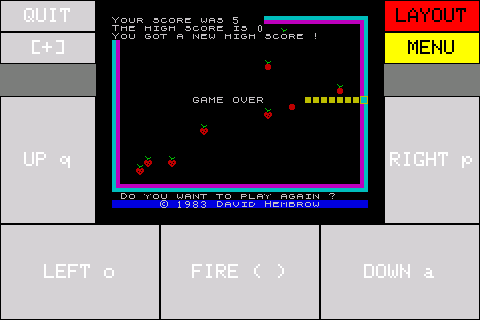 QUIT
[+]
YOUR SCORE WAS 5
THE HIGH SCORE IS 0
YOU GOT A NEW HIGH SCORE !
LAYOUT
MENU
GAME OVER
UP q
RIGHT p
DO YOU WANT TO PLAY AGAIN ?
© 1983 DAVID HEMBROW
LEFT o
FIRE ( )
DOWN a